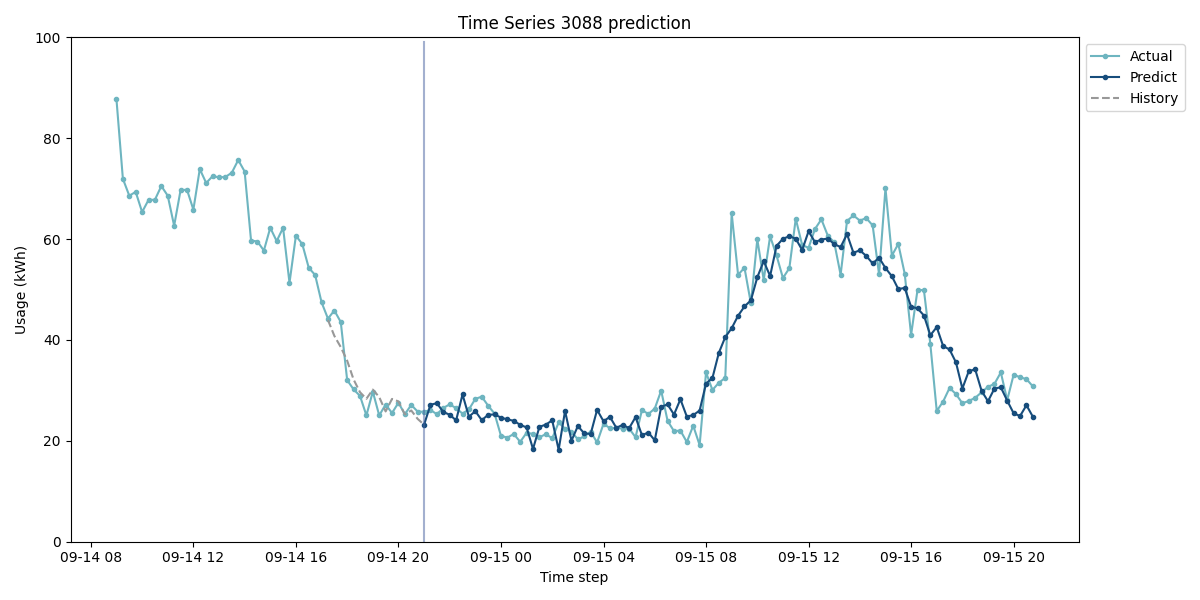 Time Series 3088 prediction
Actual
Predict
History
Usage (kWh)
100
80
60
40
20
0
09-14 08 09-14 12 09-14 16 09-14 20 09-15 00 09-15 04 09-15 08 09-15 12 09-15 16 09-15 20
Time step